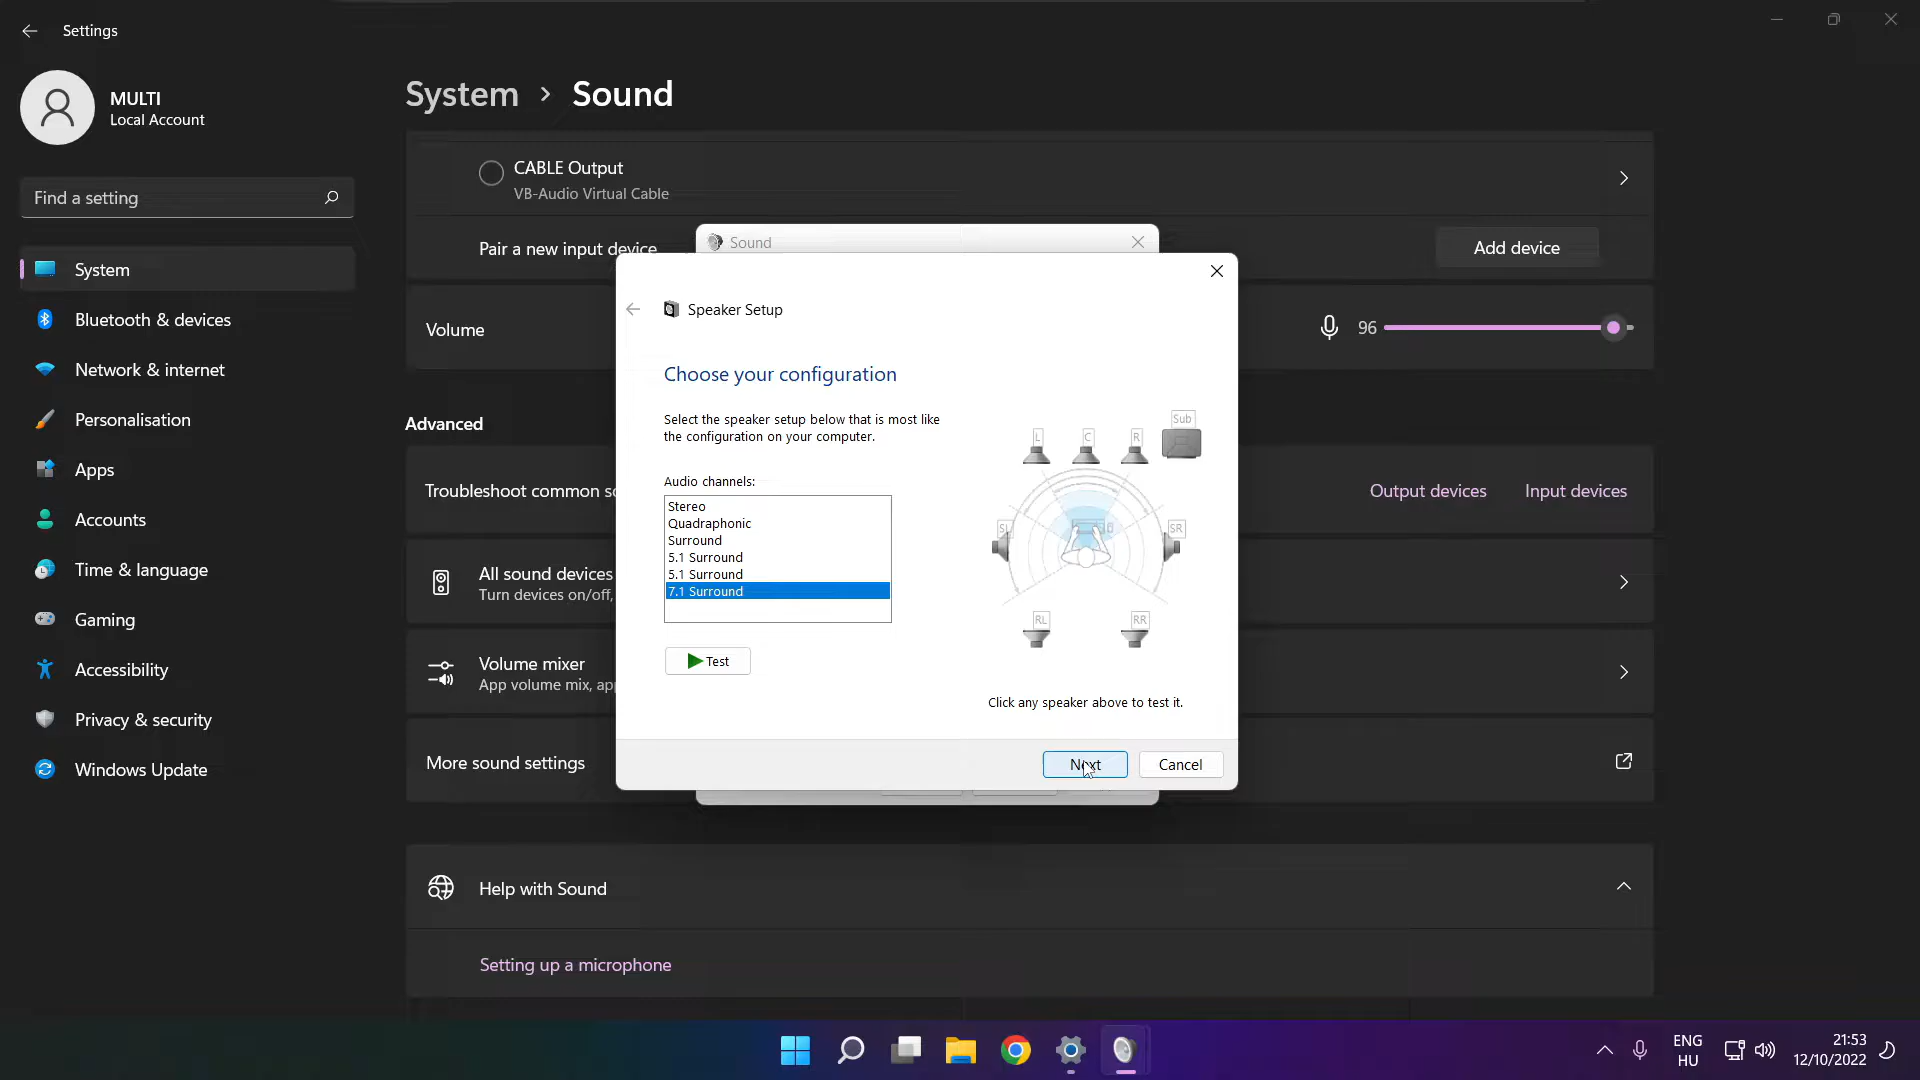 Settings
MULTI
Local Account
Find a setting
System
Bluetooth & devices
Network & internet
Personalisation
Apps
Accounts
Time & language
Gaming
Accessibility
Privacy & security
Windows Update
System > Sound
CABLE Output
VB-Audio Virtual Cable
Pair a new input device
Add device
Volume
96
Advanced
Troubleshoot common so
Output devices
Input devices
All sound devices
Turn devices on/off,
Volume mixer
App volume mix, app
More sound settings
Help with Sound
Setting up a microphone
Sound
Speaker Setup
Choose your configuration
Select the speaker setup below that is most like
the configuration on your computer.
Audio channels:
Stereo
Quadraphonic
Surround
5.1 Surround
5.1 Surround
7.1 Surround
Test
L
C
R
Sub
SL
SR
RL
RR
Click any speaker above to test it.
Next
Cancel
ENG
HU
21:53
12/10/2022